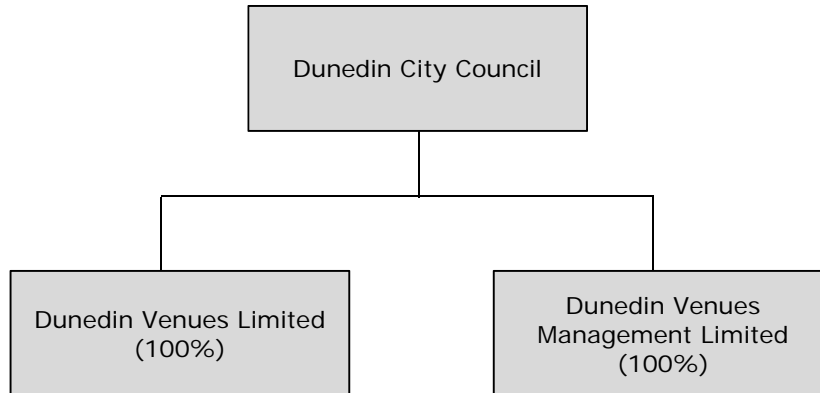 Dunedin City Council
Dunedin Venues Limited
(100%)
Dunedin Venues
Management Limited
(100%)